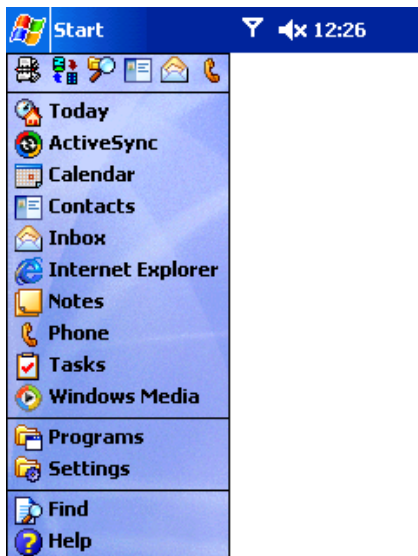 Start 12:26
Today
ActiveSync
Calendar
Contacts
Inbox
Internet Explorer
Notes
Phone
Tasks
Windows Media
Programs
Settings
Find
Help